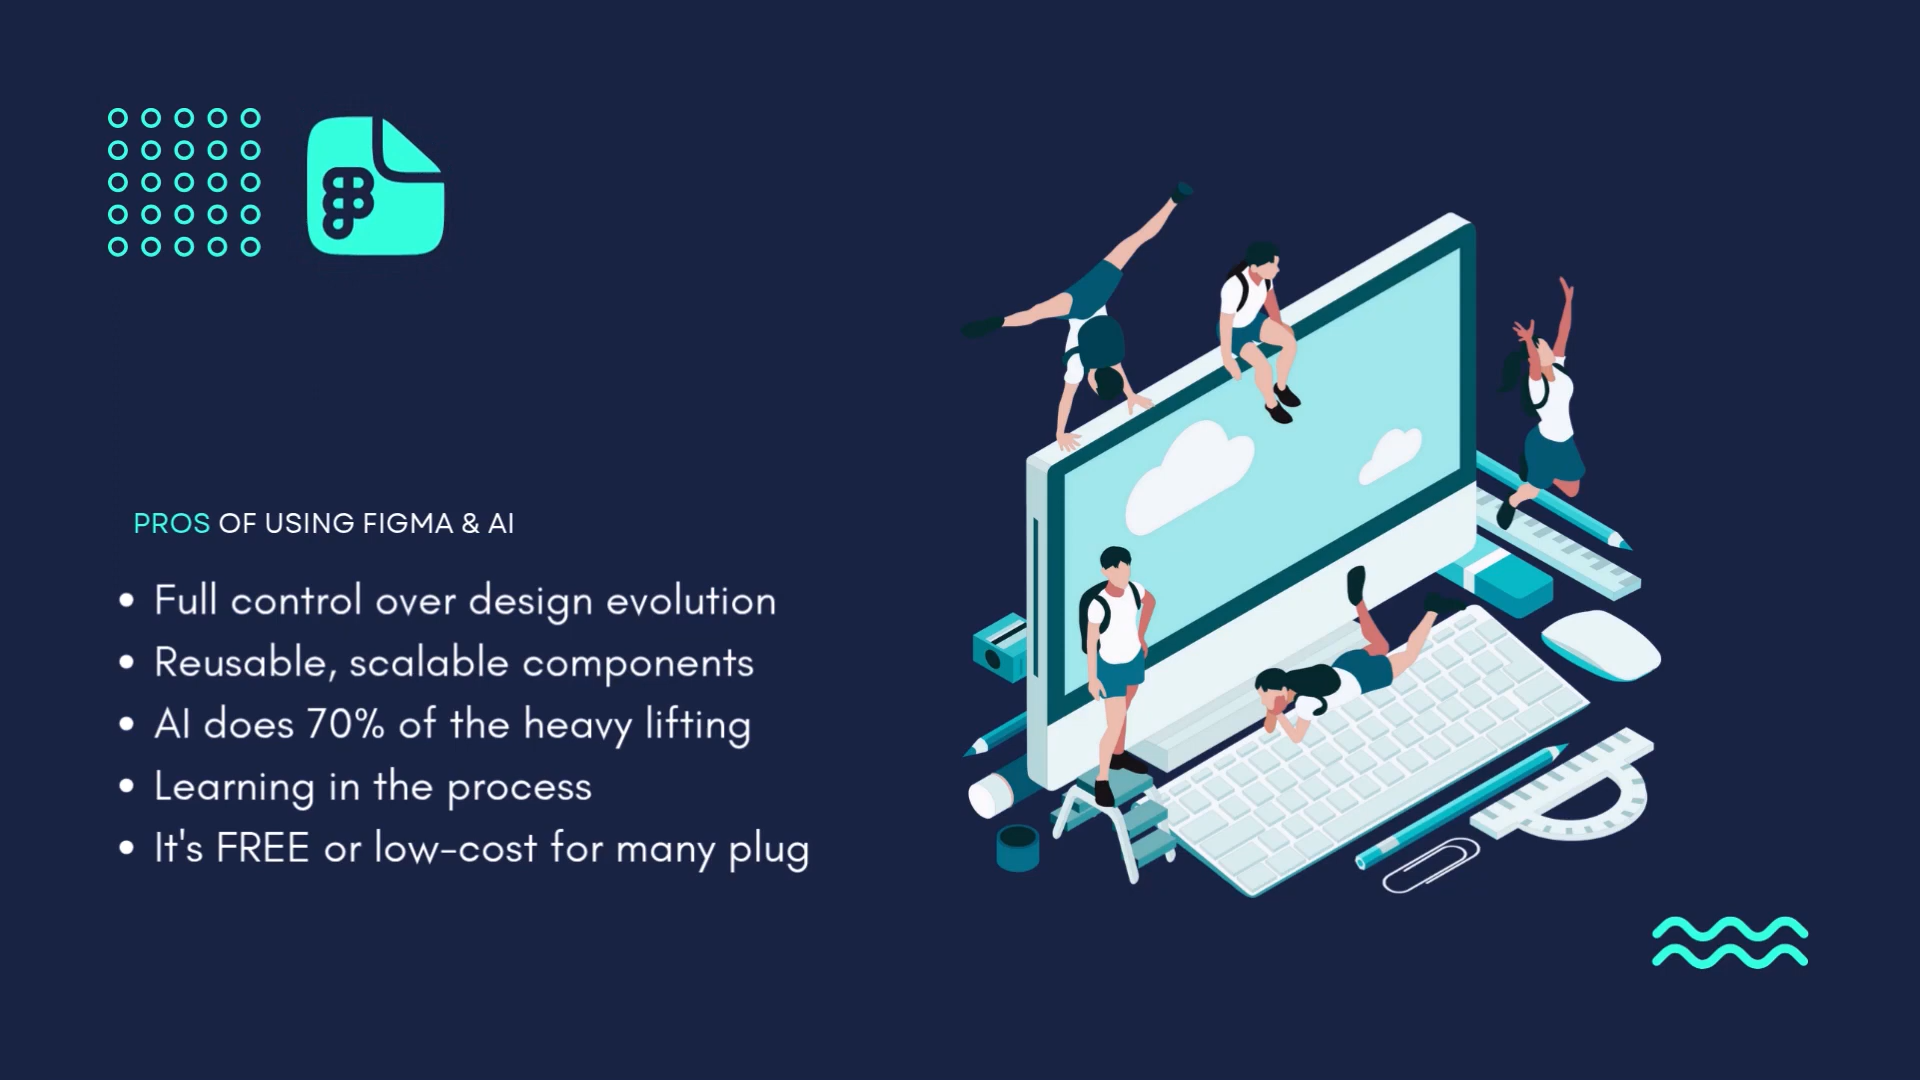 PROS OF USING FIGMA & AI
• Full control over design evolution
• Reusable, scalable components
• AI does 70% of the heavy lifting
• Learning in the process
• It's FREE or low-cost for many plug